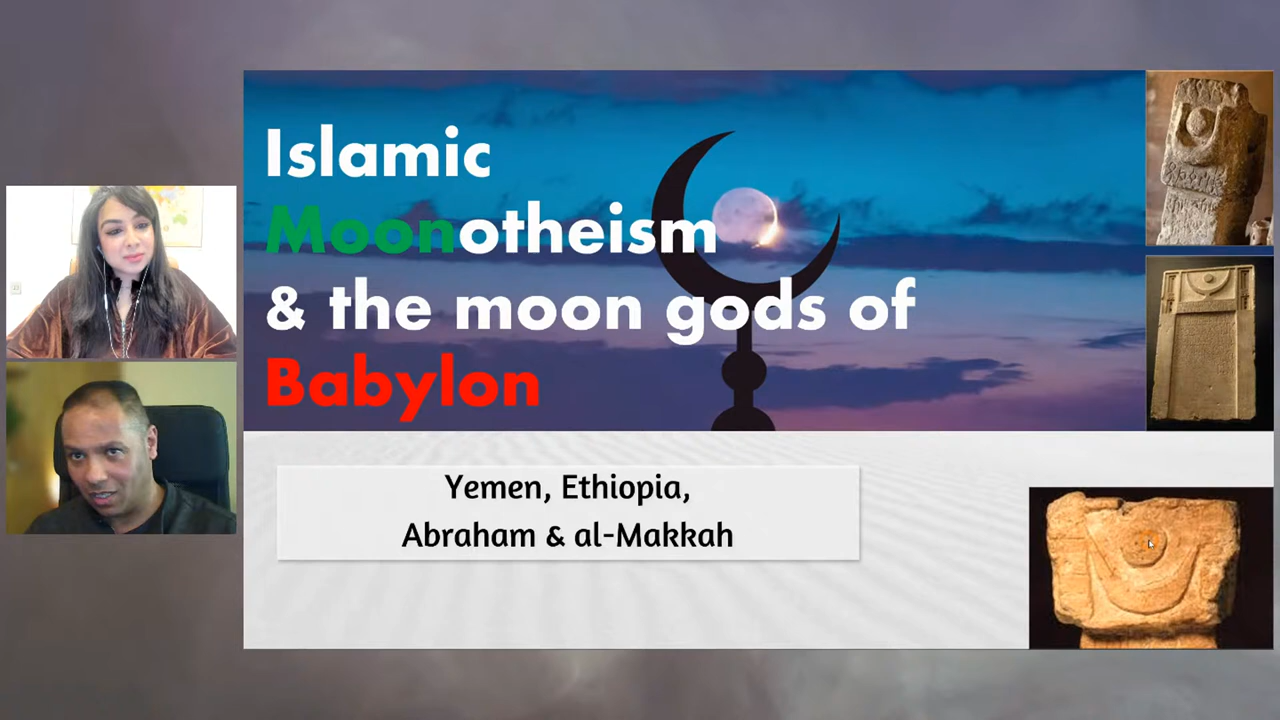 Islamic
Moonotheism
& the moon gods of
Babylon
Yemen, Ethiopia,
Abraham & al-Makkah